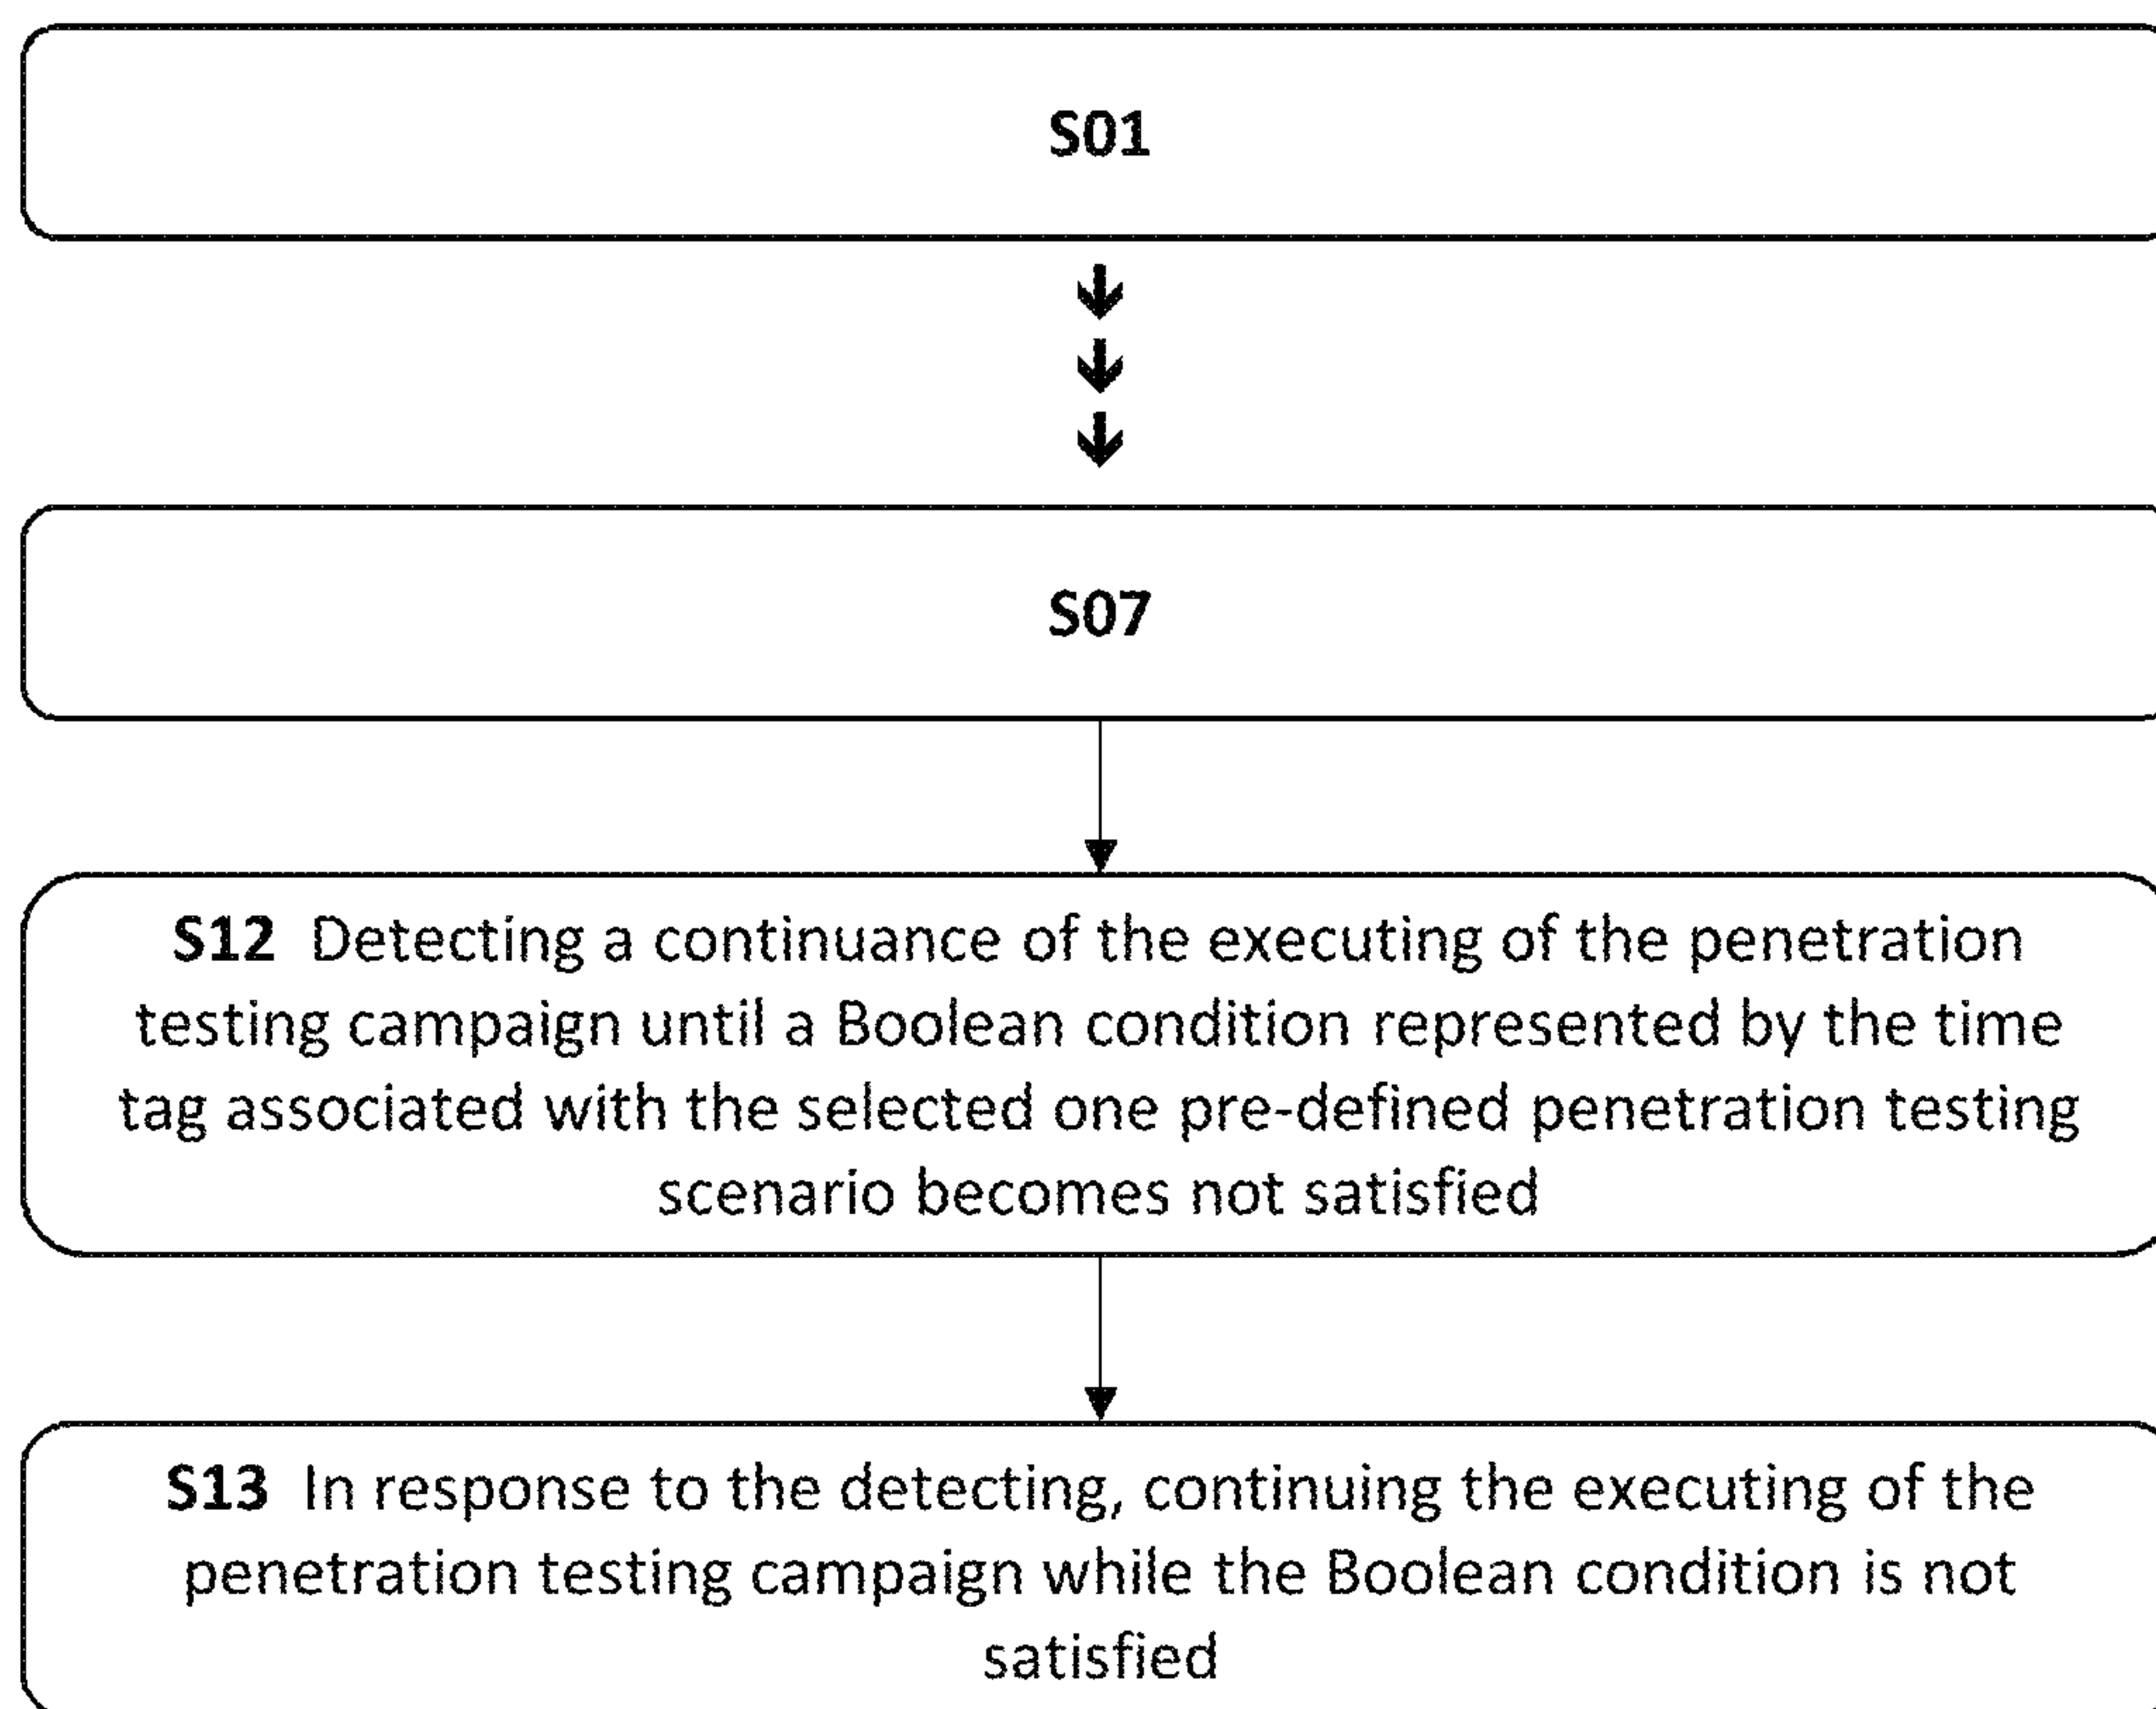 S01
S07
S12 Detecting a continuance of the executing of the penetration
testing campaign until a Boolean condition represented by the time
tag associated with the selected one pre-defined penetration testing
scenario becomes not satisfied
S13 In response to the detecting, continuing the executing of the
penetration testing campaign while the Boolean condition is not
satisfied